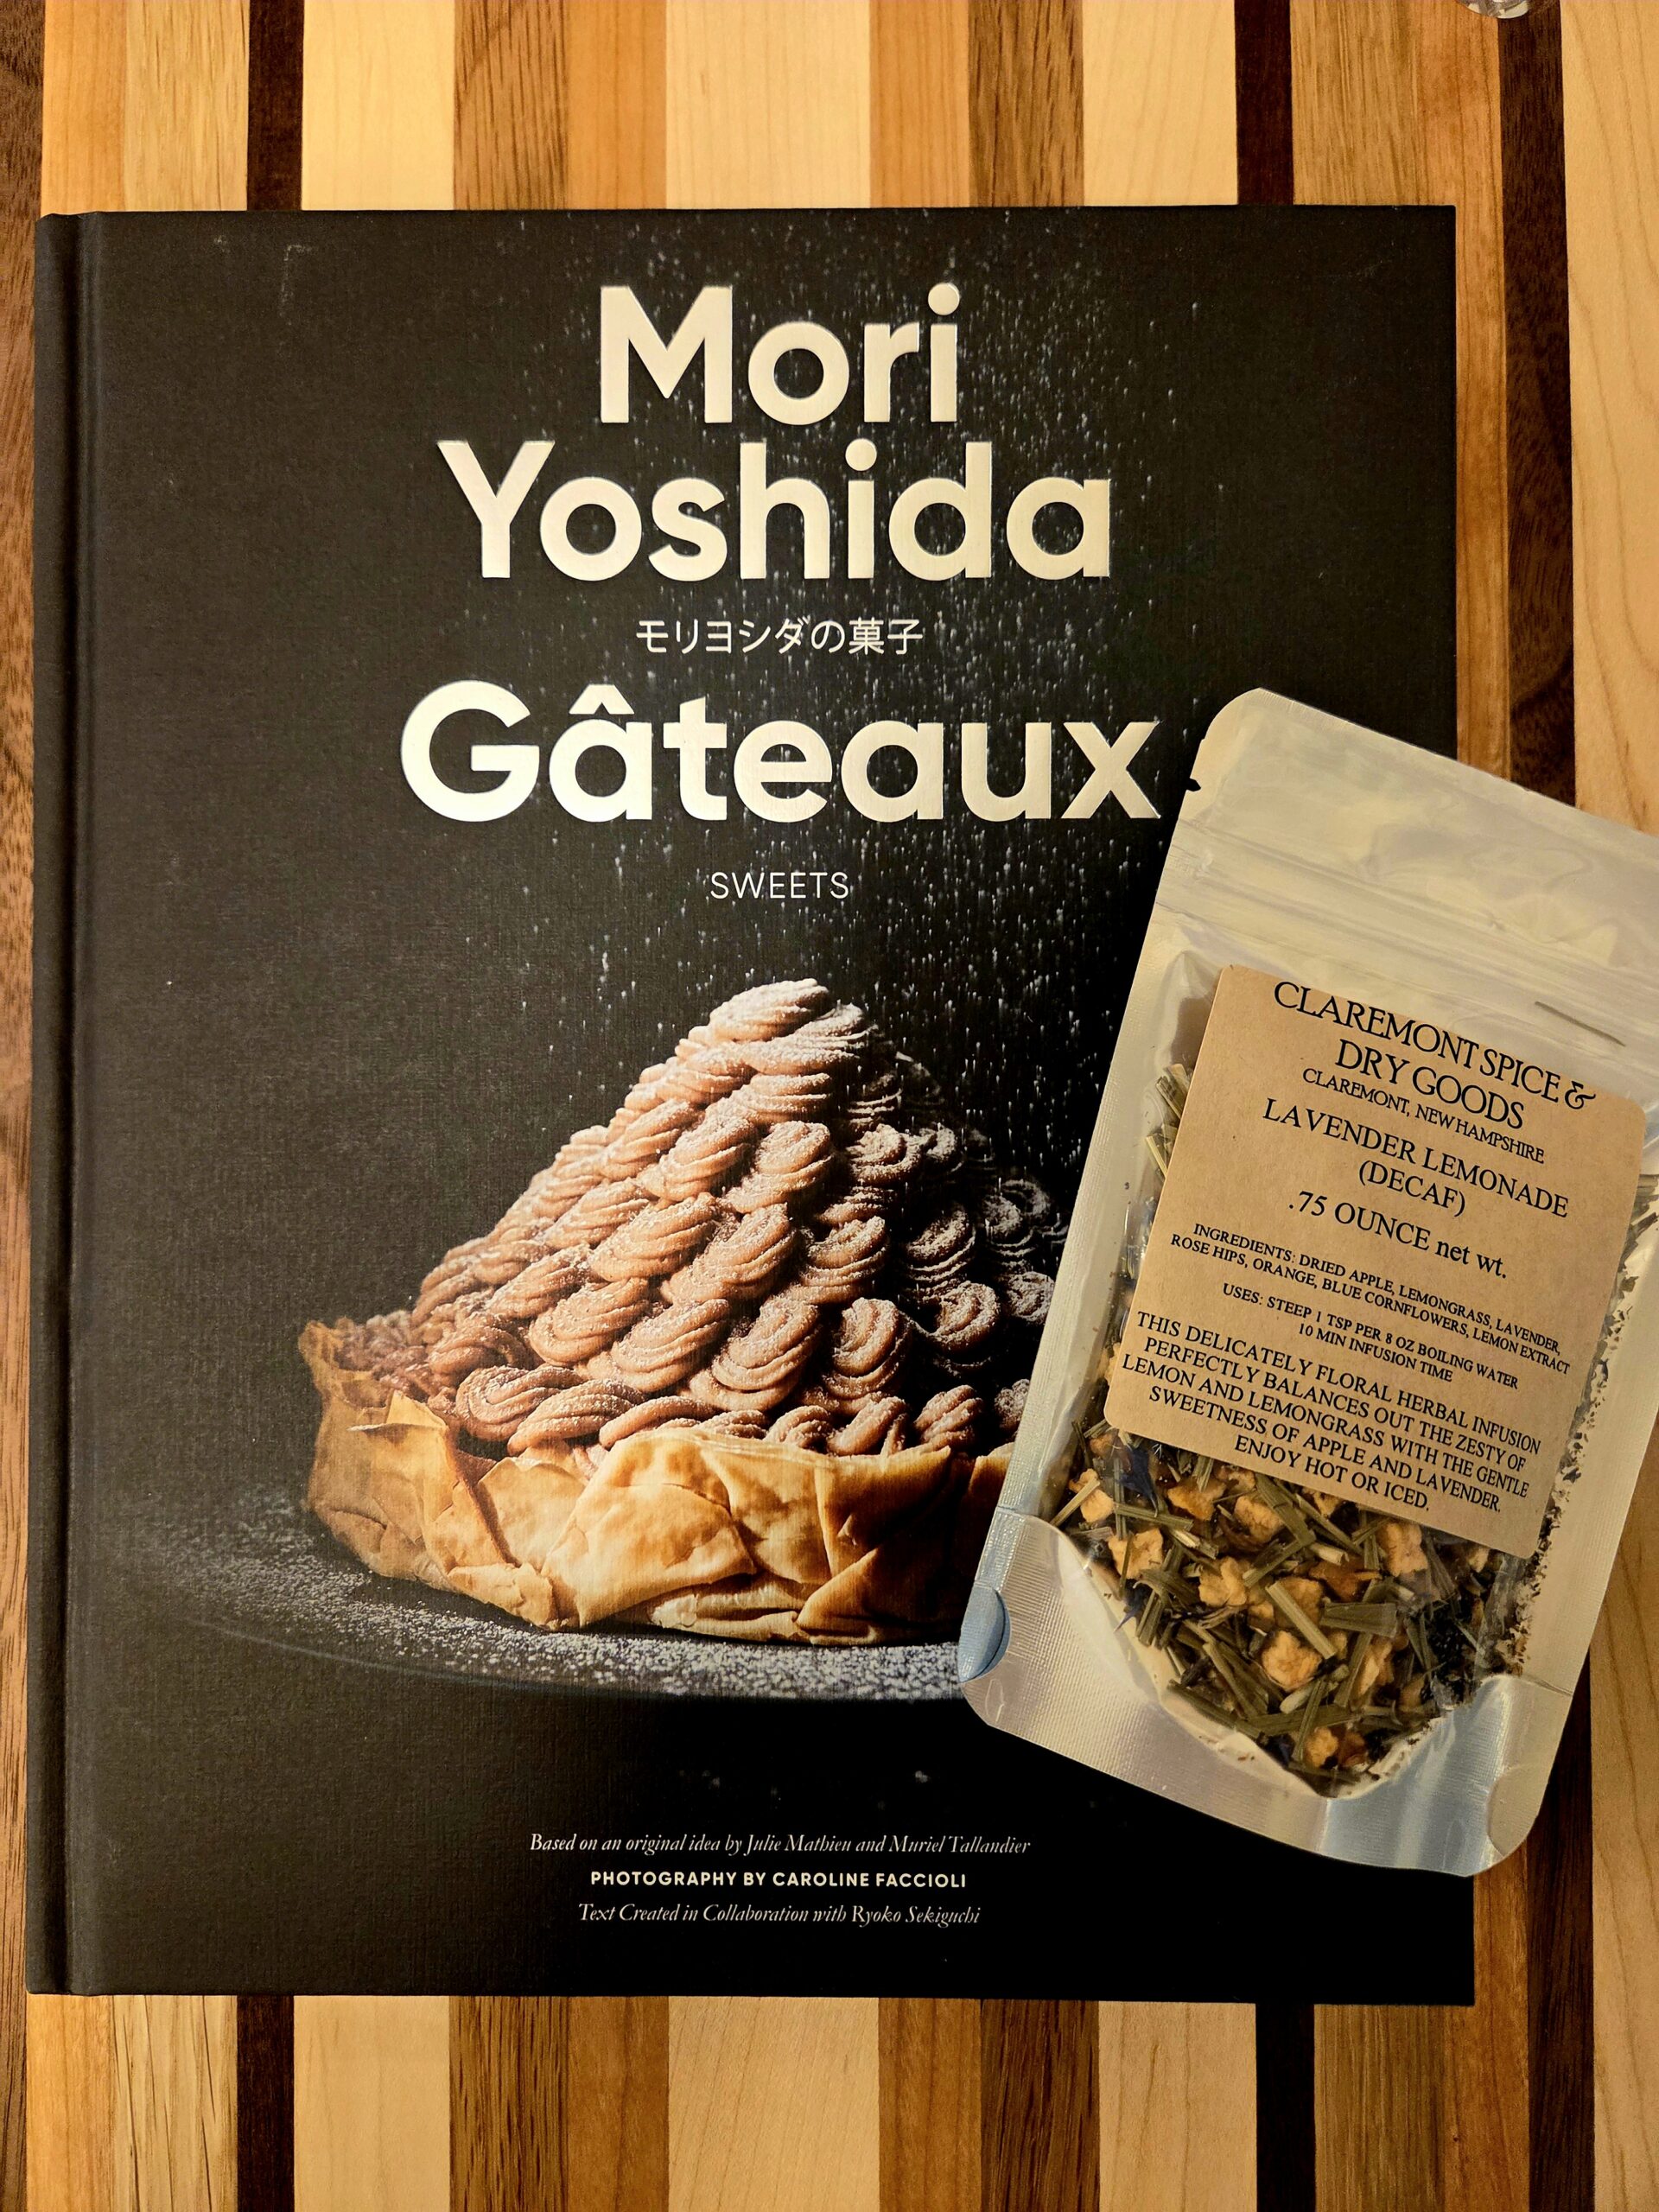 Mori
Yoshida
モリヨシダの菓子
Gâteaux
SWEETS
Based on an original idea by Julie Mathieu and Muriel Tallandier
PHOTOGRAPHY BY CAROLINE FACCIOLI
Text Created in Collaboration with Ryoko Sekiguchi
CLAREMONT SPICE &
DRY GOODS
CLAREMONT, NEW HAMPSHIRE
LAVENDER LEMONADE
(DECAF)
.75 OUNCE net wt.
INGREDIENTS: DRIED APPLE, LEMONGRASS, LAVENDER,
ROSE HIPS, ORANGE, BLUE CORNFLOWERS, LEMON EXTRACT
USES: STEEP 1 TSP PER 8 OZ BOILING WATER
10 MIN INFUSION TIME
THIS DELICATELY FLORAL HERBAL INFUSION
PERFECTLY BALANCES OUT THE ZESTY OF
LEMON AND LEMONGRASS WITH THE GENTLE
SWEETNESS OF APPLE AND LAVENDER.
ENJOY HOT OR ICED.